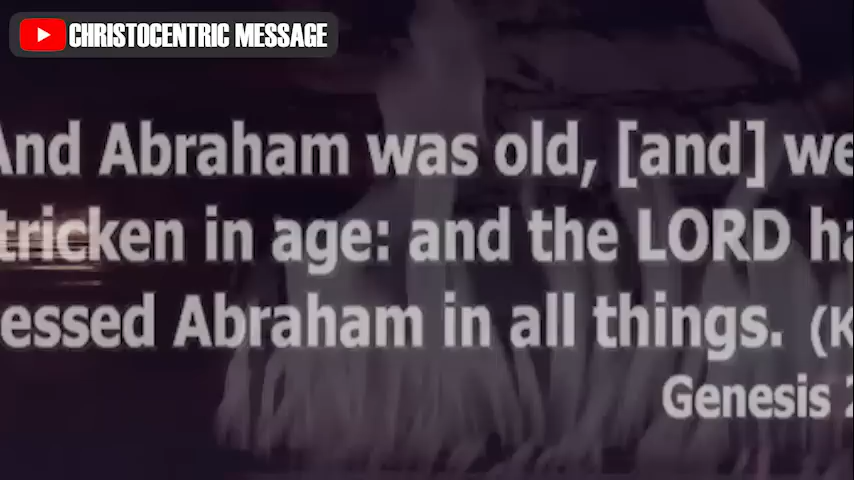 CHRISTOCENTRIC MESSAGE
And Abraham was old, [and] we
tricken in age: and the LORD ha
essed Abraham in all things. (K
Genesis 2